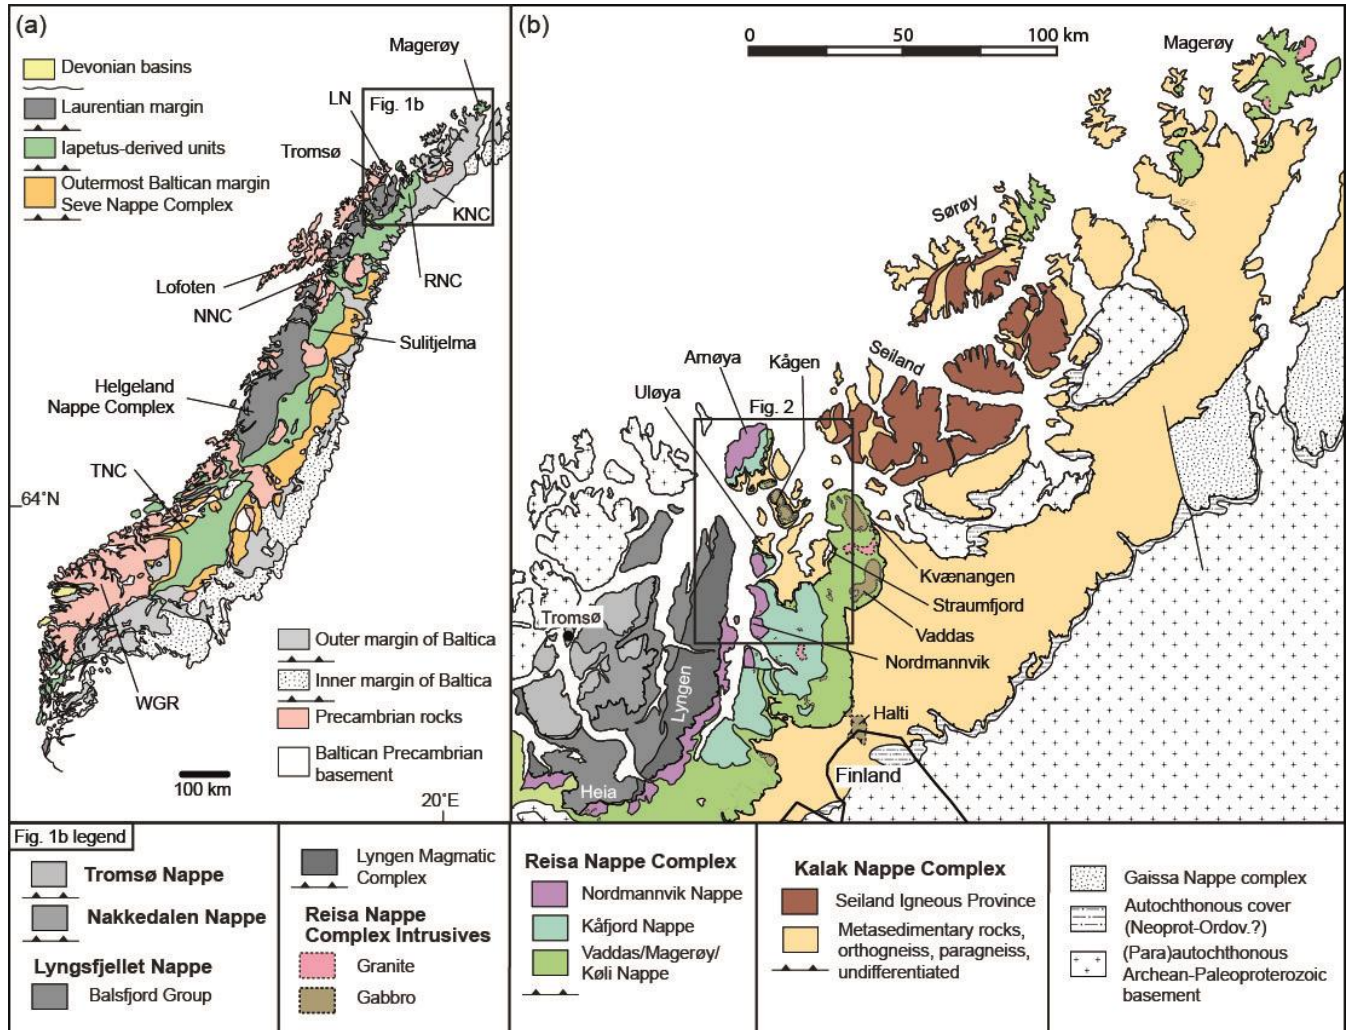 (a)
Devonian basins
Laurentian margin
Iapetus-derived units
Outermost Baltican margin
Seve Nappe Complex
Magerøy
LN
Fig. 1b
Tromsø
KNC
Lofoten
RNC
NNC
Sulitjelma
Helgeland
Nappe Complex
TNC
64°N
WGR
Outer margin of Baltica
Inner margin of Baltica
Precambrian rocks
Baltican Precambrian
basement
100 km
20°E
(b)
0 50 100 km
Magerøy
Sørøy
Seiland
Arnøya
Kågen
Uløya
Fig. 2
Kvænangen
Straumfjord
Vaddas
Nordmannvik
Tromsø
Lyngen
Halti
Finland
Heia
Fig. 1b legend
Tromsø Nappe
Nakkedalen Nappe
Lyngsfjellet Nappe
Balsfjord Group
Lyngen Magmatic
Complex
Reisa Nappe
Complex Intrusives
Granite
Gabbro
Reisa Nappe Complex
Nordmannvik Nappe
Kåfjord Nappe
Vaddas/Magerøy/
Køli Nappe
Kalak Nappe Complex
Seiland Igneous Province
Metasedimentary rocks,
orthogneiss, paragneiss,
undifferentiated
Gaissa Nappe complex
Autochthonous cover
(Neoprot-Ordov.?)
(Para)autochthonous
Archean-Paleoproterozoic
basement